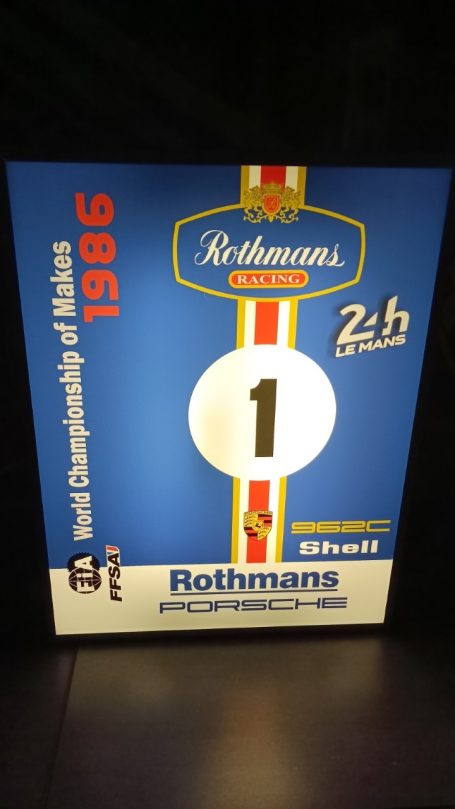 Rothmans
RACING
24h
LE MANS
World Championship of Makes
1986
1
962C
Shell
FIA
FFSA
Rothmans
PORSCHE